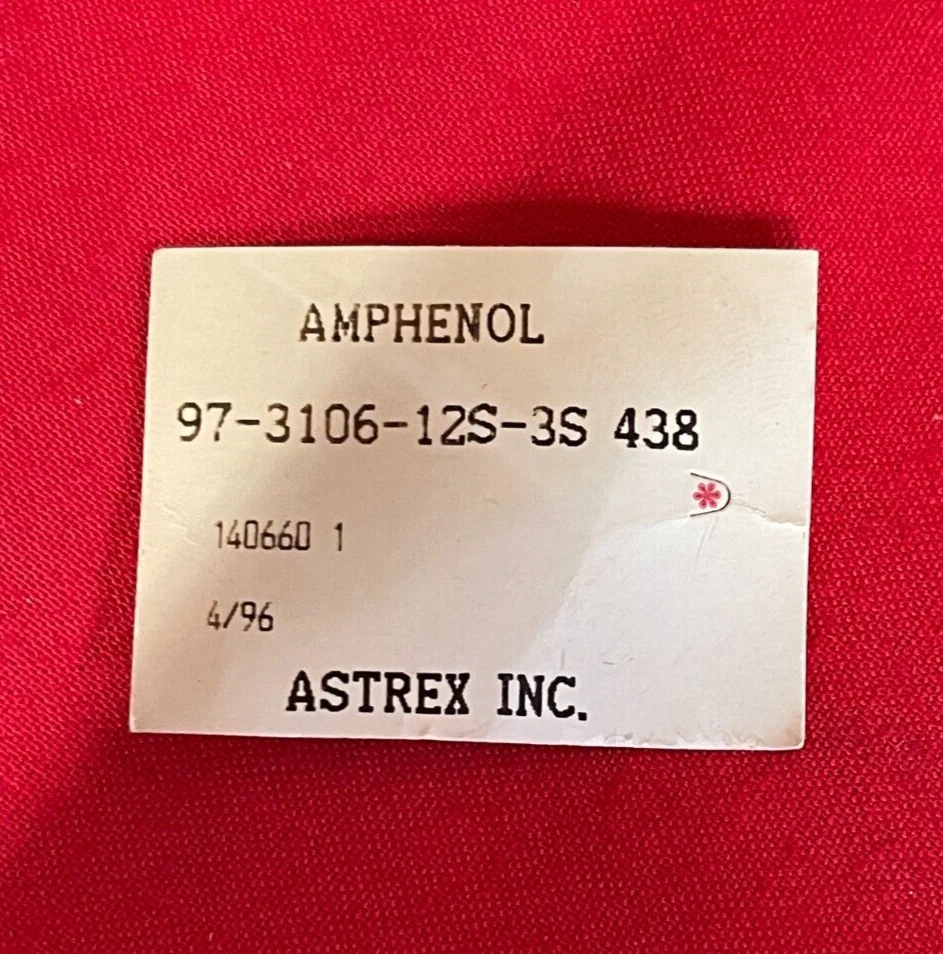 AMPHENOL
97-3106-12S-3S 438
140660 1
4/96
ASTREX INC.